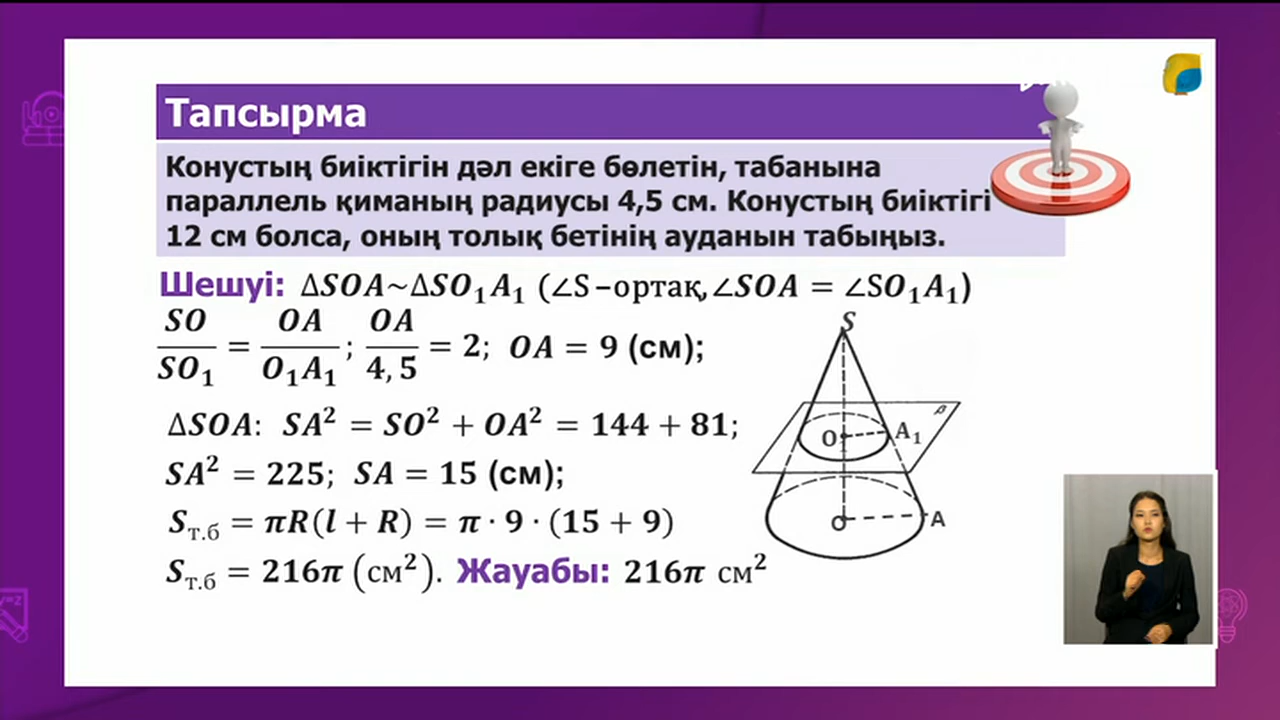 Тапсырма
Конустың биіктігін дәл екіге бөлетін, табанына
параллель қиманың радиусы 4,5 см. Конустың биіктігі
12 см болса, оның толық бетінің ауданын табыңыз.
Шешуі: ΔSOA~ΔSO₁A₁ (∠S–ортақ,∠SOA = ∠SO₁A₁)
SO/SO₁ = OA/O₁A₁; OA/4,5 = 2; OA = 9 (см);
ΔSOA: SA² = SO² + OA² = 144 + 81;
SA² = 225; SA = 15 (см);
Sт.б = πR(l + R) = π · 9 · (15 + 9)
Sт.б = 216π (см²). Жауабы: 216π см²
S
β
O₁ A₁
O A